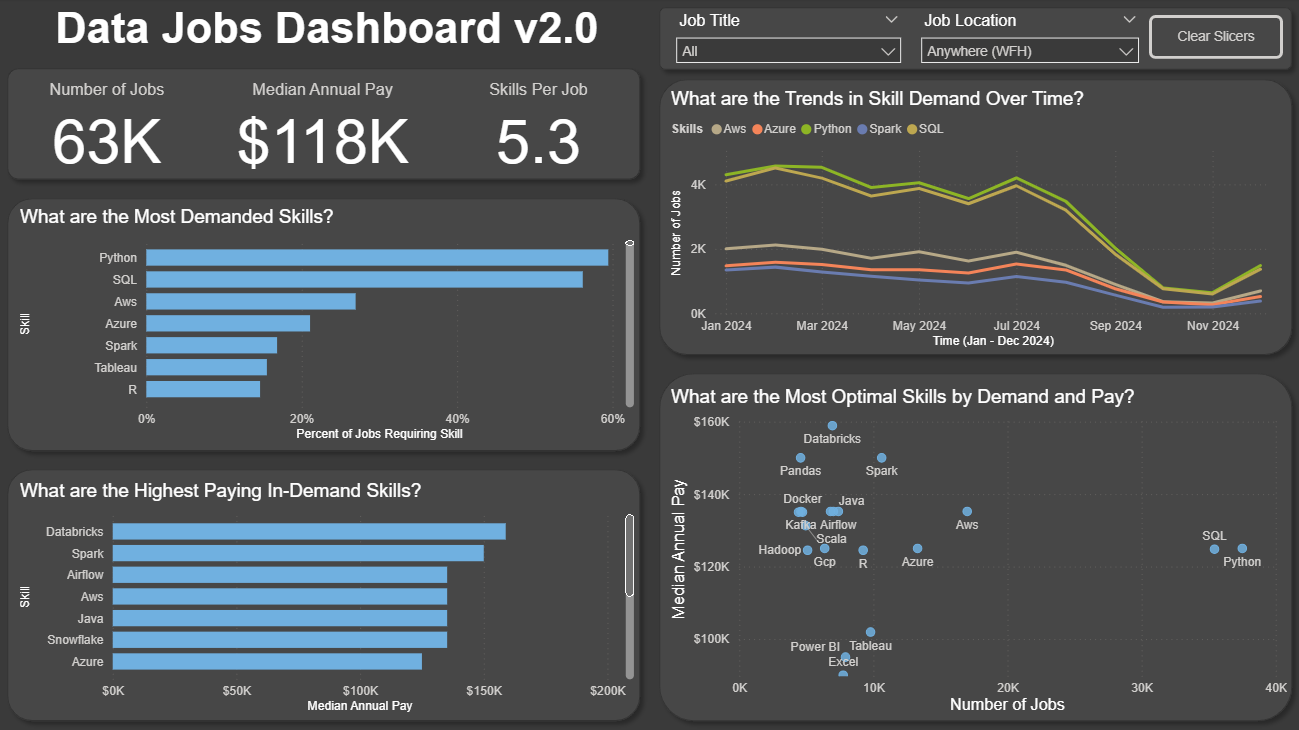 Data Jobs Dashboard v2.0
Job Title
Job Location
All
Anywhere (WFH)
Clear Slicers
Number of Jobs
Median Annual Pay
Skills Per Job
63K
$118K
5.3
What are the Most Demanded Skills?
Skill
Python
SQL
Aws
Azure
Spark
Tableau
R
0%
20%
40%
60%
Percent of Jobs Requiring Skill
What are the Highest Paying In-Demand Skills?
Skill
Databricks
Spark
Airflow
Aws
Java
Snowflake
Azure
$0K
$50K
$100K
$150K
$200K
Median Annual Pay
What are the Trends in Skill Demand Over Time?
Skills Aws Azure Python Spark SQL
Number of Jobs
4K
2K
0K
Jan 2024
Mar 2024
May 2024
Jul 2024
Sep 2024
Nov 2024
Time (Jan - Dec 2024)
What are the Most Optimal Skills by Demand and Pay?
Median Annual Pay
$160K
$140K
$120K
$100K
Databricks
Pandas
Spark
Docker
Java
Kafka
Airflow
Aws
Scala
SQL
Hadoop
Gcp
R
Azure
Python
Power BI
Tableau
Excel
0K
10K
20K
30K
40K
Number of Jobs